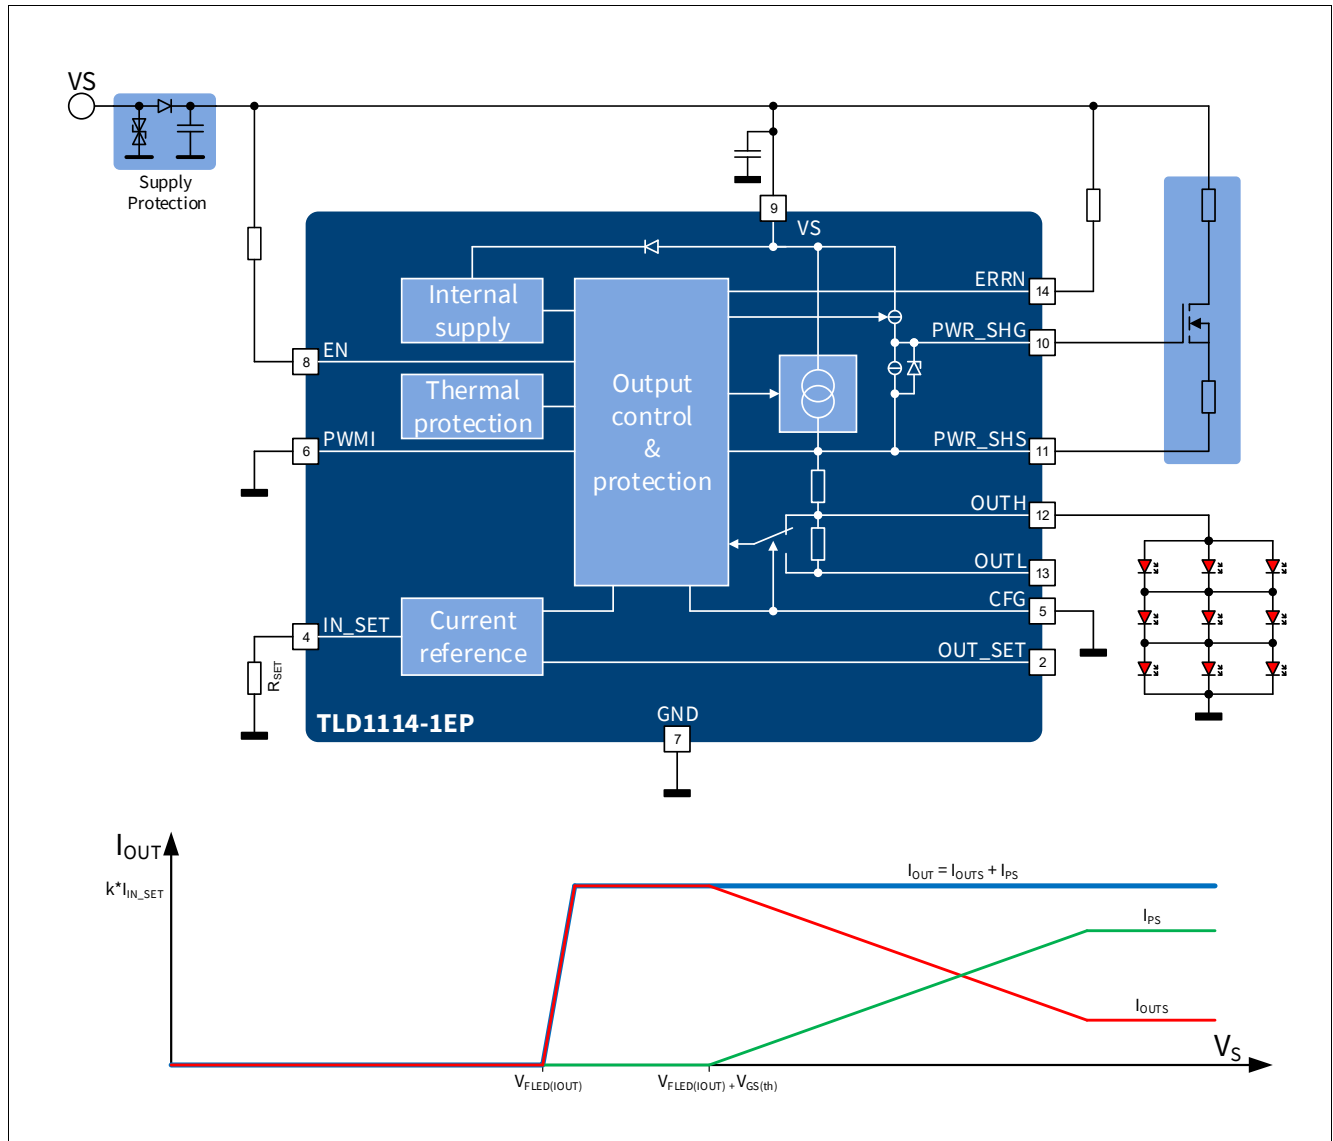 VS
Supply
Protection
9
VS
Internal
supply
ERRN
14
PWR_SHG
10
8
EN
Thermal
protection
Output
control
&
protection
6
PWMI
PWR_SHS
11
OUTH
12
OUTL
13
CFG
5
4
IN_SET
Current
reference
OUT_SET
2
RSET
TLD1114-1EP
GND
7
IOUT
k*IIN_SET
IOUT = IOUTS + IPS
IPS
IOUTS
VS
VFLED(IOUT)
VFLED(IOUT) + VGS(th)